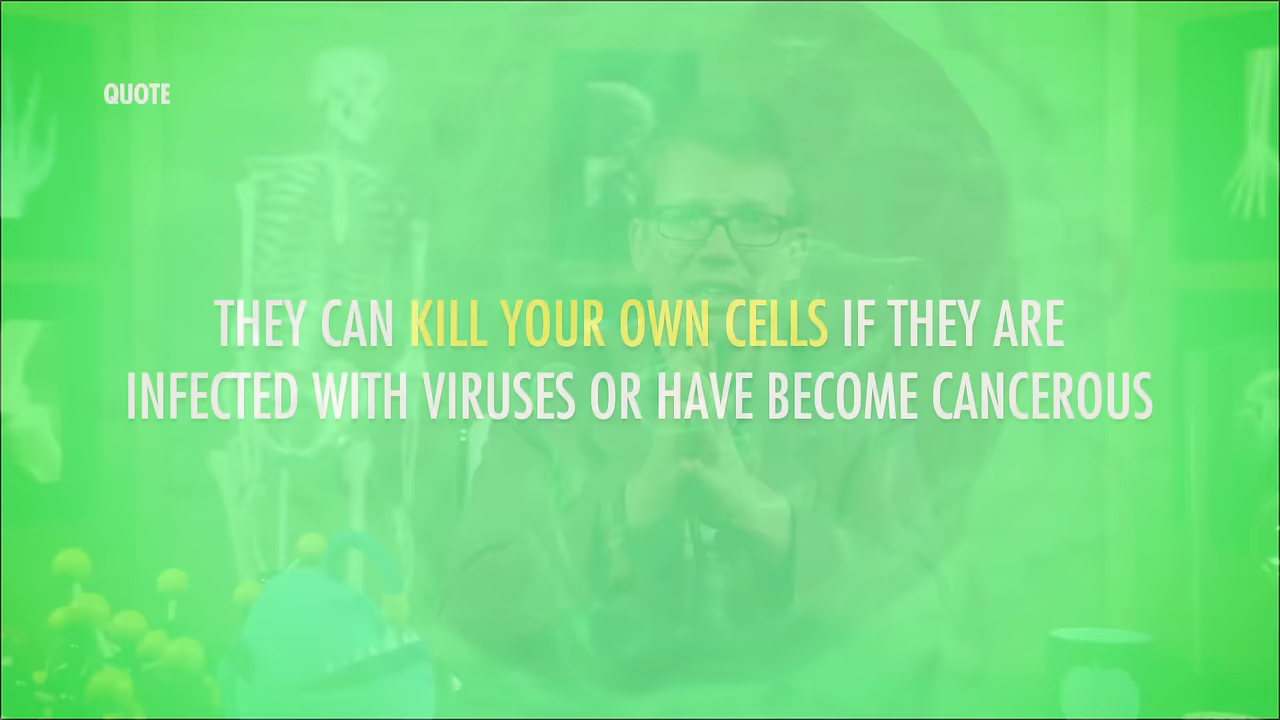 QUOTE
THEY CAN KILL YOUR OWN CELLS IF THEY ARE
INFECTED WITH VIRUSES OR HAVE BECOME CANCEROUS